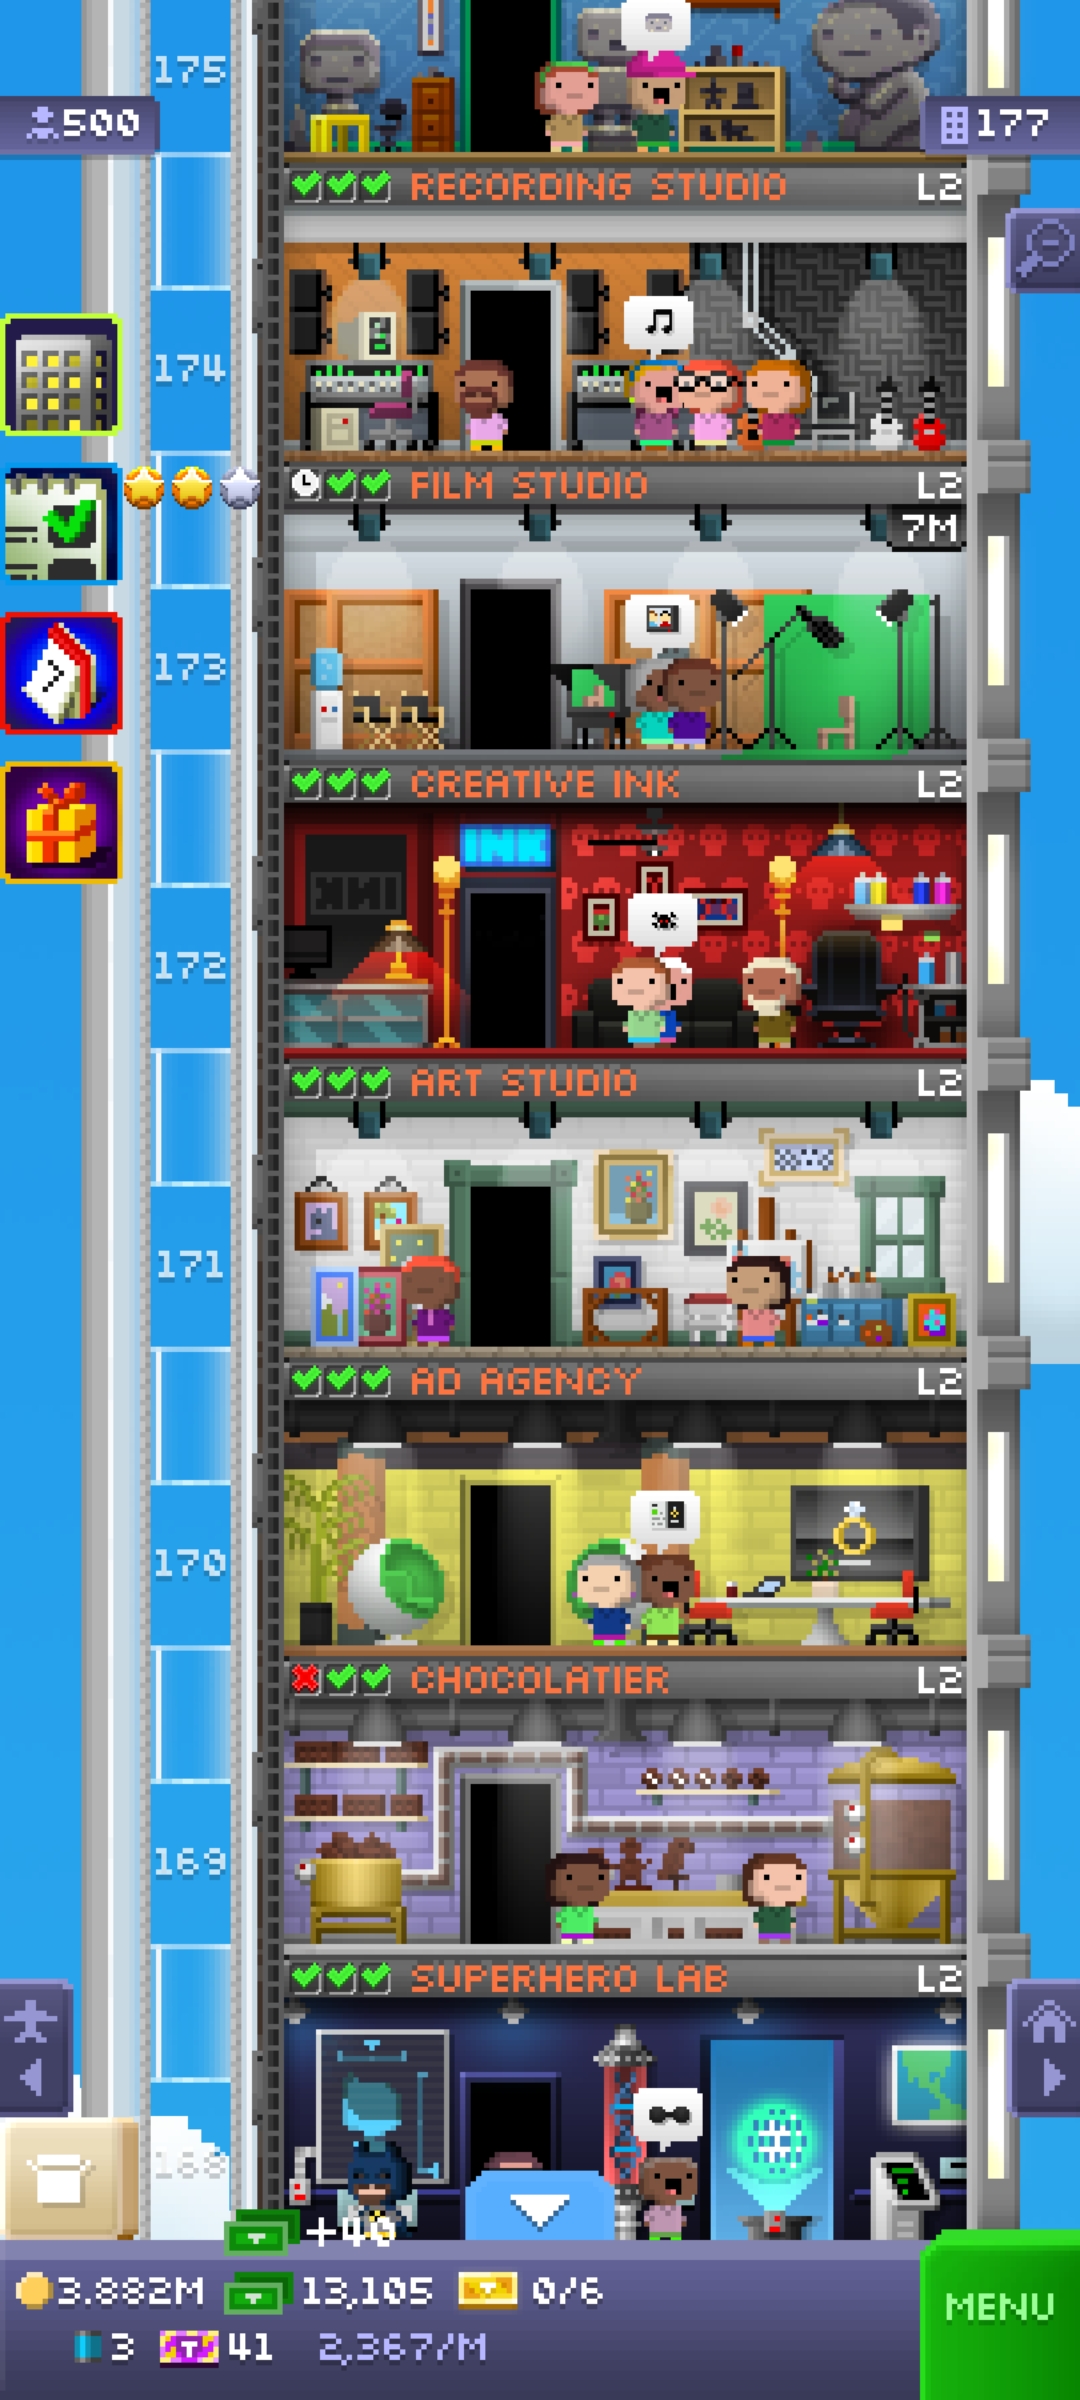 175
500
177
RECORDING STUDIO L2
174
FILM STUDIO L2
7M
173
CREATIVE INK L2
INK
172
ART STUDIO L2
171
AD AGENCY L2
170
CHOCOLATIER L2
169
SUPERHERO LAB L2
168
+40
3.882M 13,105 0/6
MENU
3 41 2,367/M